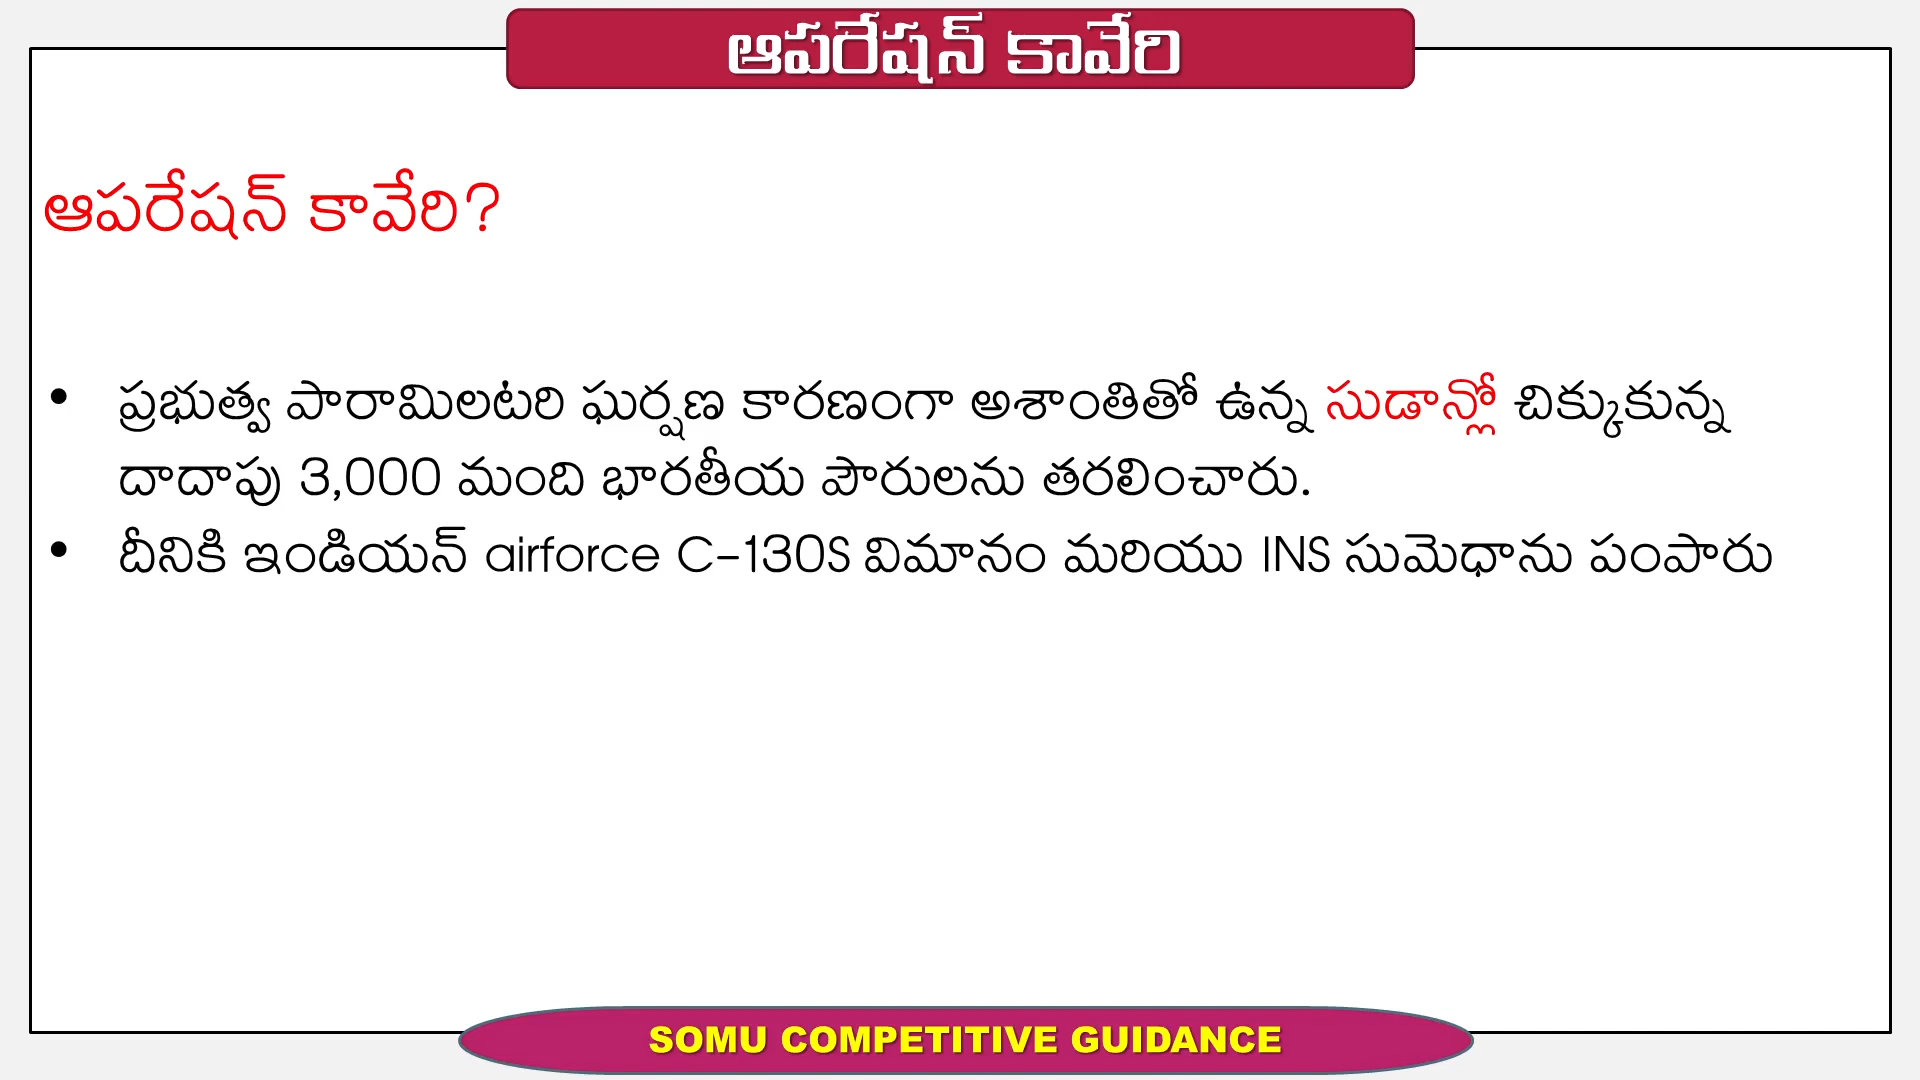 ఆపరేషన్ కావేరి
ఆపరేషన్ కావేరి?
• ప్రభుత్వ పారామిలటరి ఘర్షణ కారణంగా అశాంతితో ఉన్న సుడాన్లో చిక్కుకున్న
దాదాపు 3,000 మంది భారతీయ పౌరులను తరలించారు.
• దీనికి ఇండియన్ airforce C-130S విమానం మరియు INS సుమెధాను పంపారు
SOMU COMPETITIVE GUIDANCE